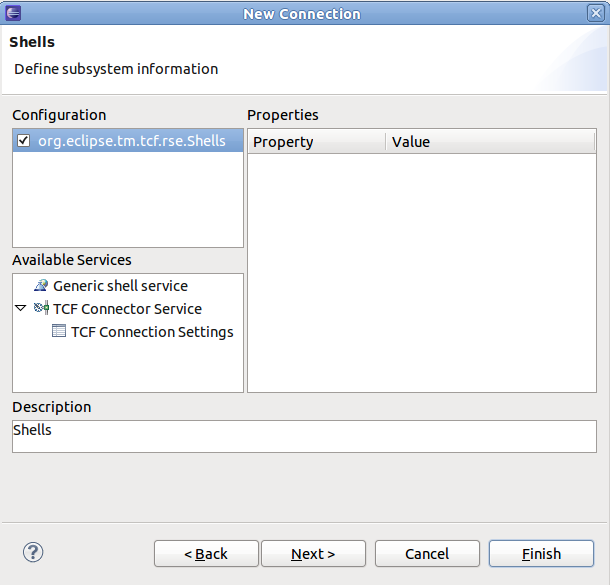 New Connection
Shells
Define subsystem information
Configuration
org.eclipse.tm.tcf.rse.Shells
Properties
Property Value
Available Services
Generic shell service
TCF Connector Service
TCF Connection Settings
Description
Shells
? < Back Next > Cancel Finish